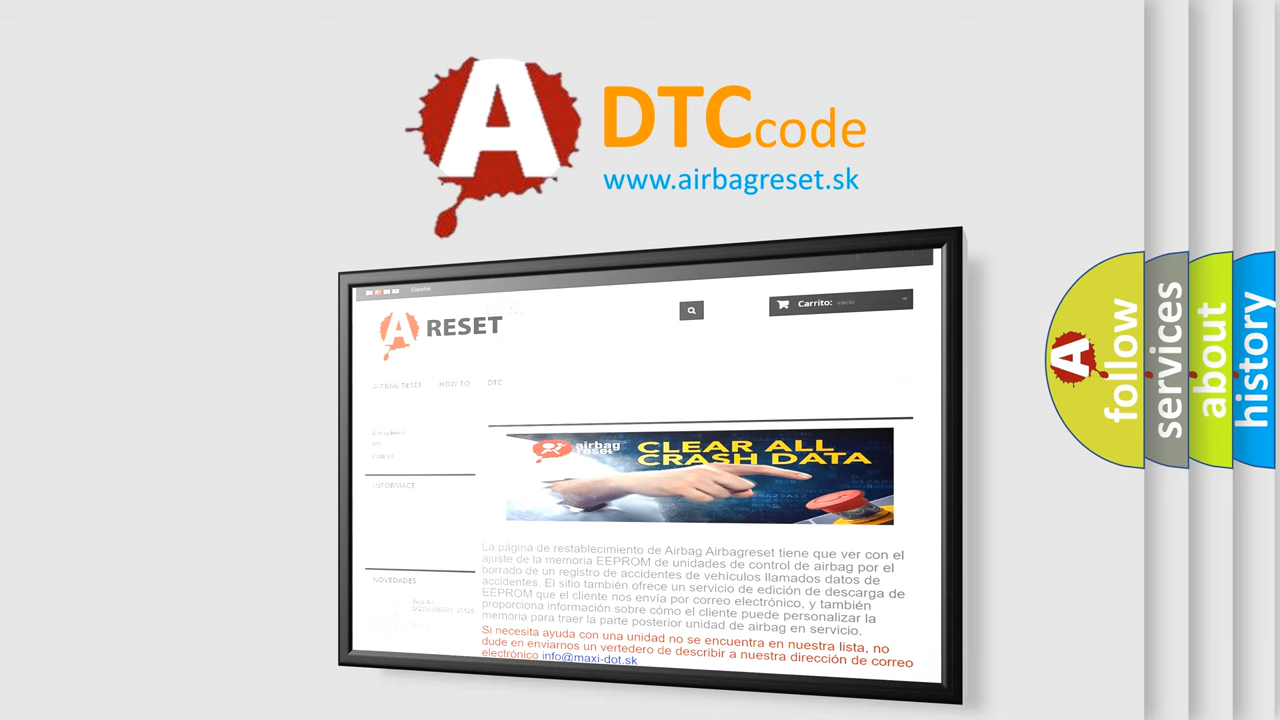 A
DTCcode
www.airbagreset.sk
Español
A RESET
Carrito: vacío
AIRBAG RESET HOW TO DTC
airbag
reset
CLEAR ALL
CRASH DATA
INFORMACE
NOVEDADES
La página de restablecimiento de Airbag Airbagreset tiene que ver con el
ajuste de la memoria EEPROM de unidades de control de airbag por el
borrado de un registro de accidentes de vehículos llamados datos de
accidentes. El sitio también ofrece un servicio de edición de descarga de
EEPROM que el cliente nos envía por correo electrónico, y también
proporciona información sobre cómo el cliente puede personalizar la
memoria para traer la parte posterior unidad de airbag en servicio.
Si necesita ayuda con una unidad no se encuentra en nuestra lista, no
dude en enviarnos un vertedero de describir a nuestra dirección de correo
electrónico info@maxi-dot.sk
A
follow
services
about
history